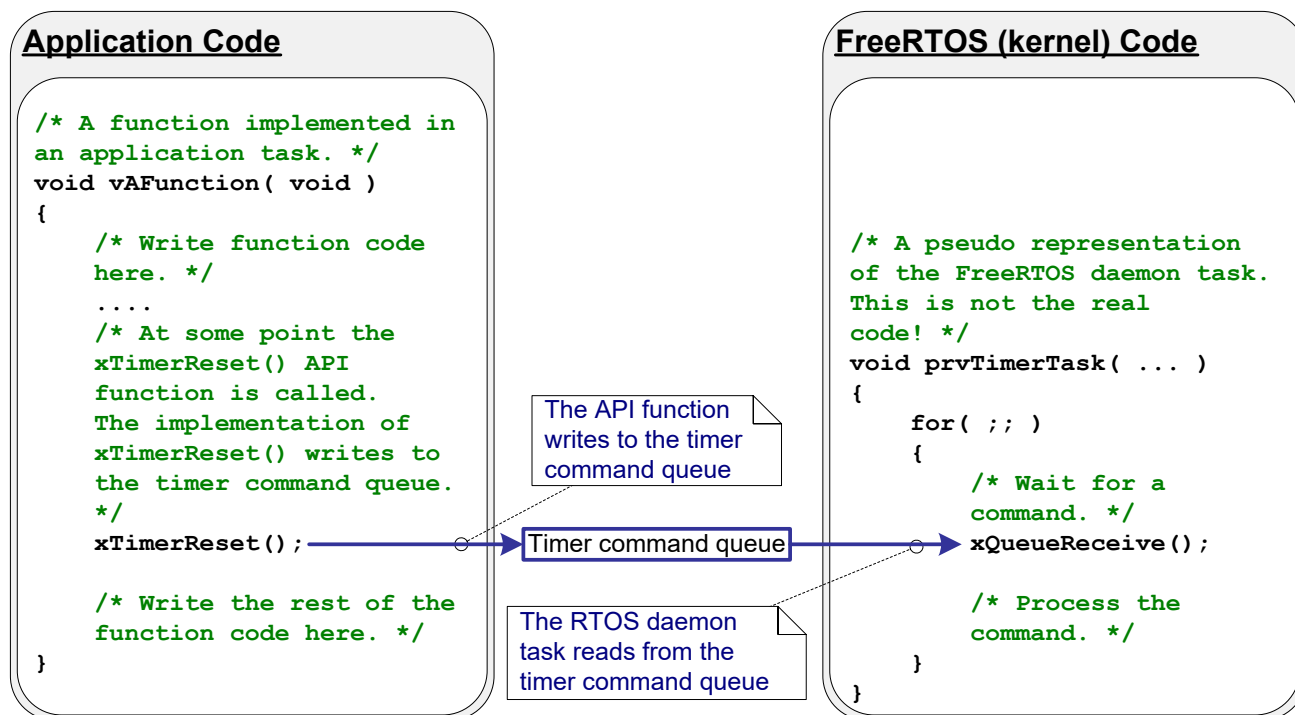 Application Code
/* A function implemented in
an application task. */
void vAFunction( void )
{
/* Write function code
here. */
....
/* At some point the
xTimerReset() API
function is called.
The implementation of
xTimerReset() writes to
the timer command queue.
*/
xTimerReset();
/* Write the rest of the
function code here. */
}
The API function
writes to the timer
command queue
Timer command queue
The RTOS daemon
task reads from the
timer command queue
FreeRTOS (kernel) Code
/* A pseudo representation
of the FreeRTOS daemon task.
This is not the real
code! */
void prvTimerTask( ... )
{
for( ;; )
{
/* Wait for a
command. */
xQueueReceive();
/* Process the
command. */
}
}